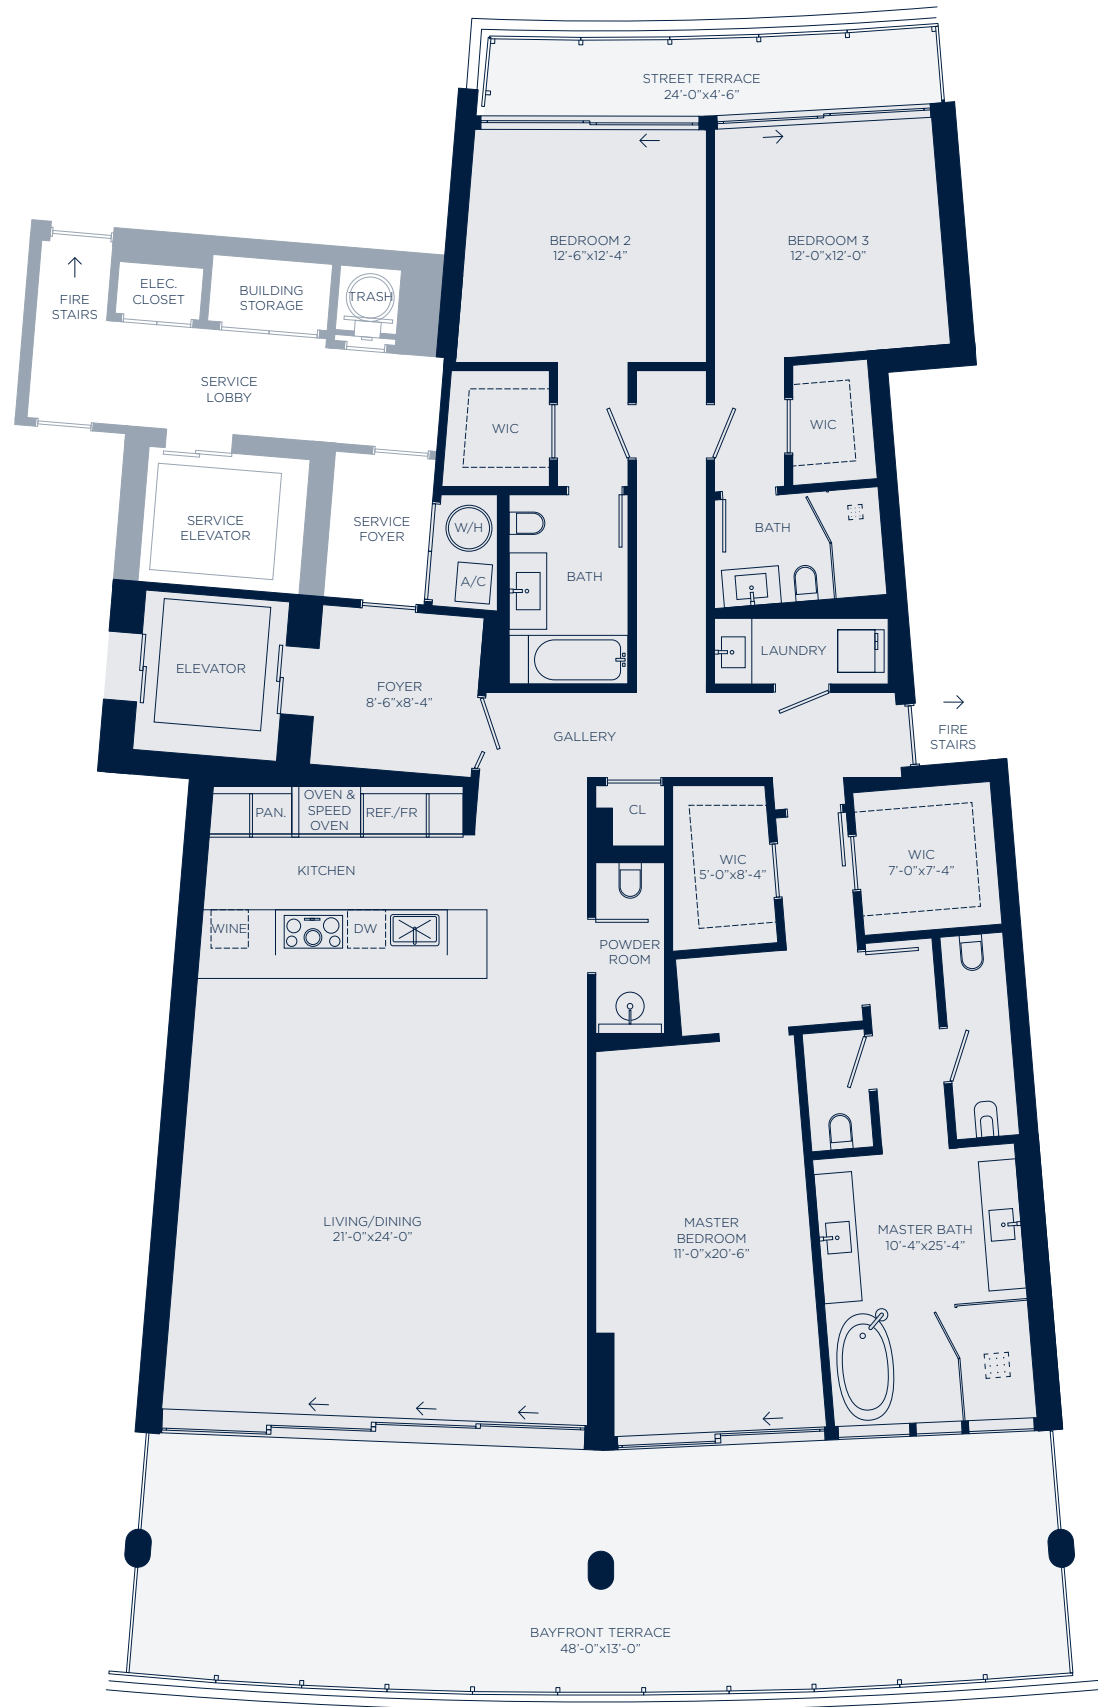 STREET TERRACE
24'-0"x4'-6"
BEDROOM 2
12'-6"x12'-4"
BEDROOM 3
12'-0"x12'-0"
ELEC.
CLOSET
BUILDING
STORAGE
TRASH
FIRE
STAIRS
SERVICE
LOBBY
WIC
WIC
SERVICE
ELEVATOR
SERVICE
FOYER
W/H
A/C
BATH
BATH
LAUNDRY
ELEVATOR
FOYER
8'-6"x8'-4"
GALLERY
FIRE
STAIRS
PAN.
OVEN &
SPEED
OVEN
REF./FR
CL
KITCHEN
WIC
5'-0"x8'-4"
WIC
7'-0"x7'-4"
WINE
DW
POWDER
ROOM
LIVING/DINING
21'-0"x24'-0"
MASTER
BEDROOM
11'-0"x20'-6"
MASTER BATH
10'-4"x25'-4"
BAYFRONT TERRACE
48'-0"x13'-0"